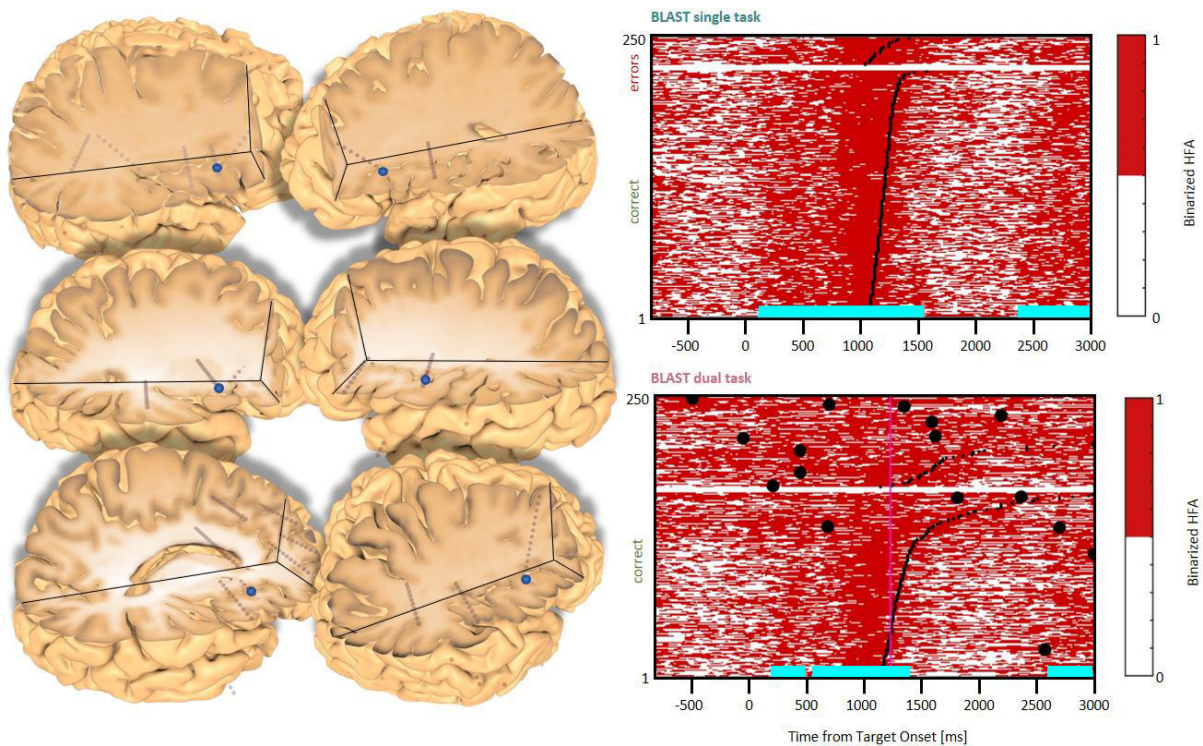 BLAST single task
250
errors
correct
1
-500 0 500 1000 1500 2000 2500 3000
1
Binarized HFA
0
BLAST dual task
250
correct
1
-500 0 500 1000 1500 2000 2500 3000
Time from Target Onset [ms]
1
Binarized HFA
0